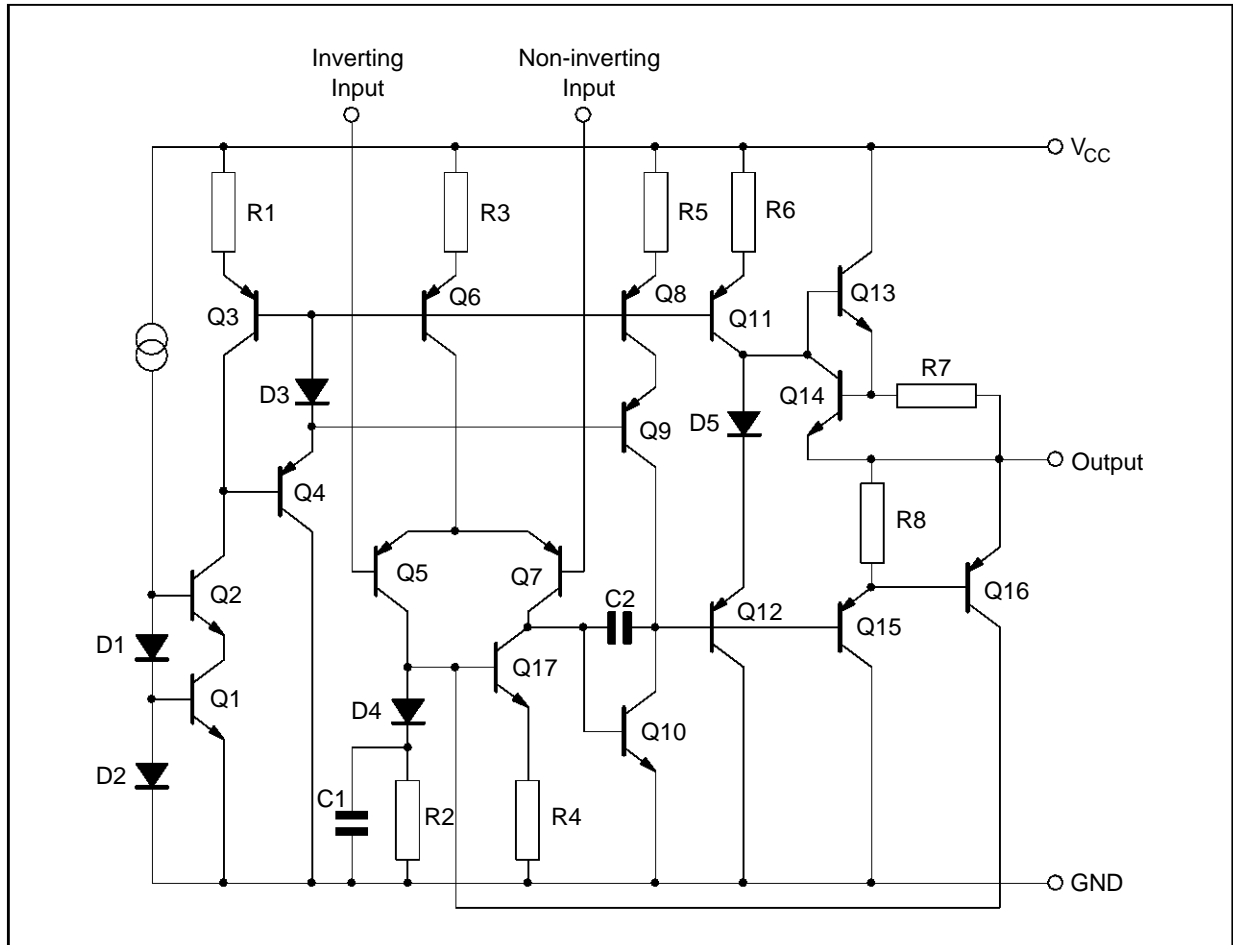 Inverting
Input
Non-inverting
Input
V_CC
R1
R3
R5
R6
Q3
Q6
Q8
Q11
Q13
D3
Q14
R7
D5
Q9
Output
Q4
R8
Q5
Q7
Q16
Q2
C2
Q12
Q15
D1
Q17
Q1
D4
Q10
D2
C1
R2
R4
GND